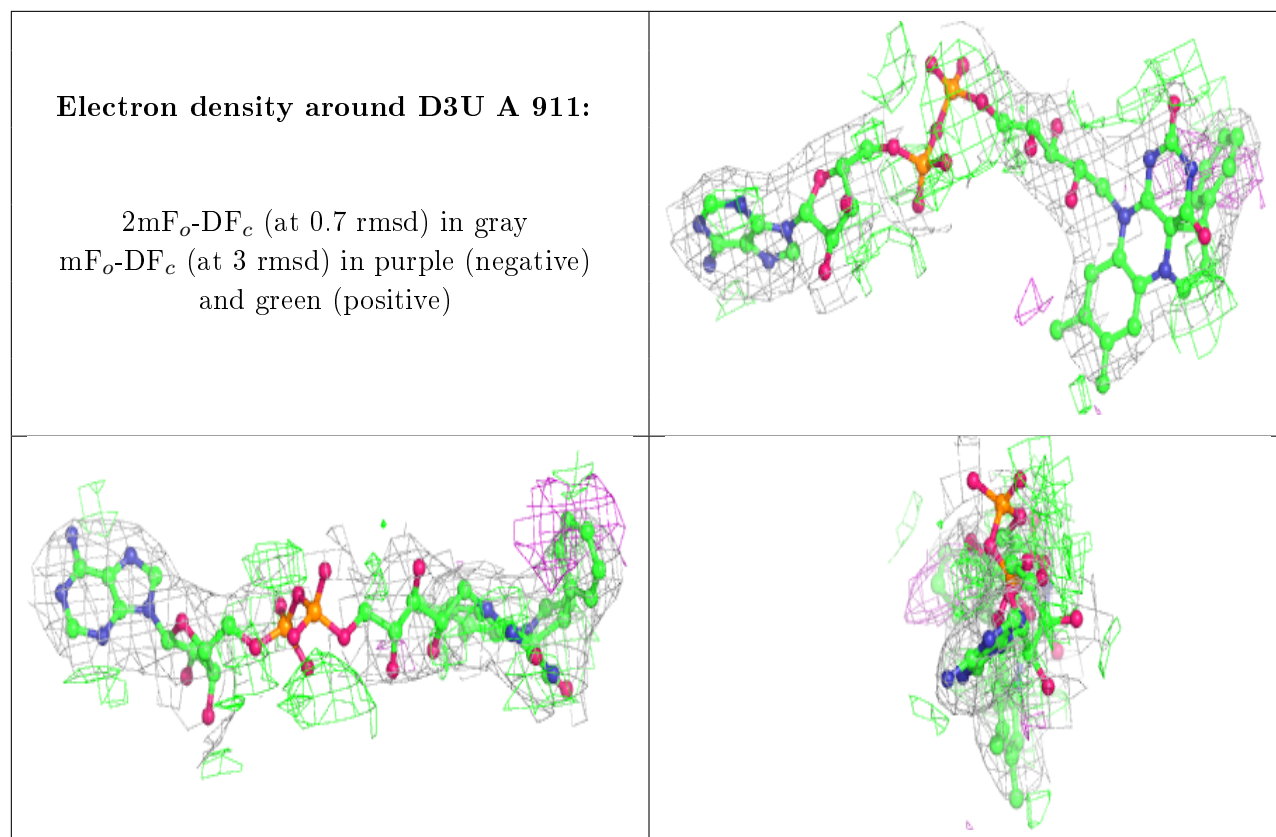 Electron density around D3U A 911:
2mFo-DFc (at 0.7 rmsd) in gray
mFo-DFc (at 3 rmsd) in purple (negative)
and green (positive)